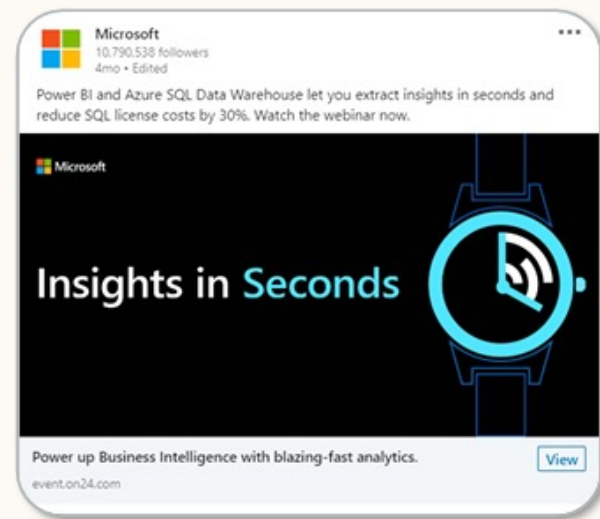 Microsoft
10.790.538 followers
4mo • Edited
Power BI and Azure SQL Data Warehouse let you extract insights in seconds and
reduce SQL license costs by 30%. Watch the webinar now.
Microsoft
Insights in Seconds
Power up Business Intelligence with blazing-fast analytics.
View
event.on24.com